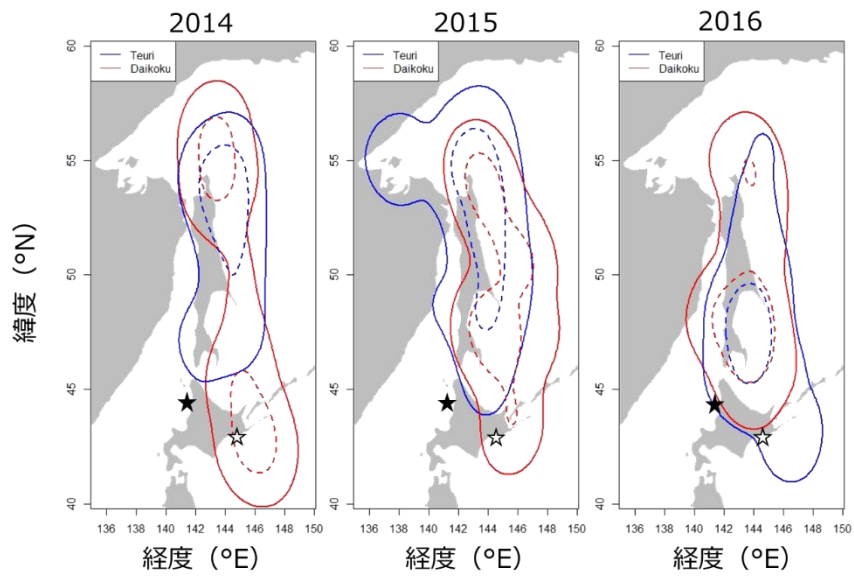 2014 2015 2016
Teuri Teuri Teuri
Daikoku Daikoku Daikoku
緯度（°N）
60 60 60
55 55 55
50 50 50
45 45 45
40 40 40
136 138 140 142 144 146 148 150 136 138 140 142 144 146 148 150 136 138 140 142 144 146 148 150
経度（°E） 経度（°E） 経度（°E）